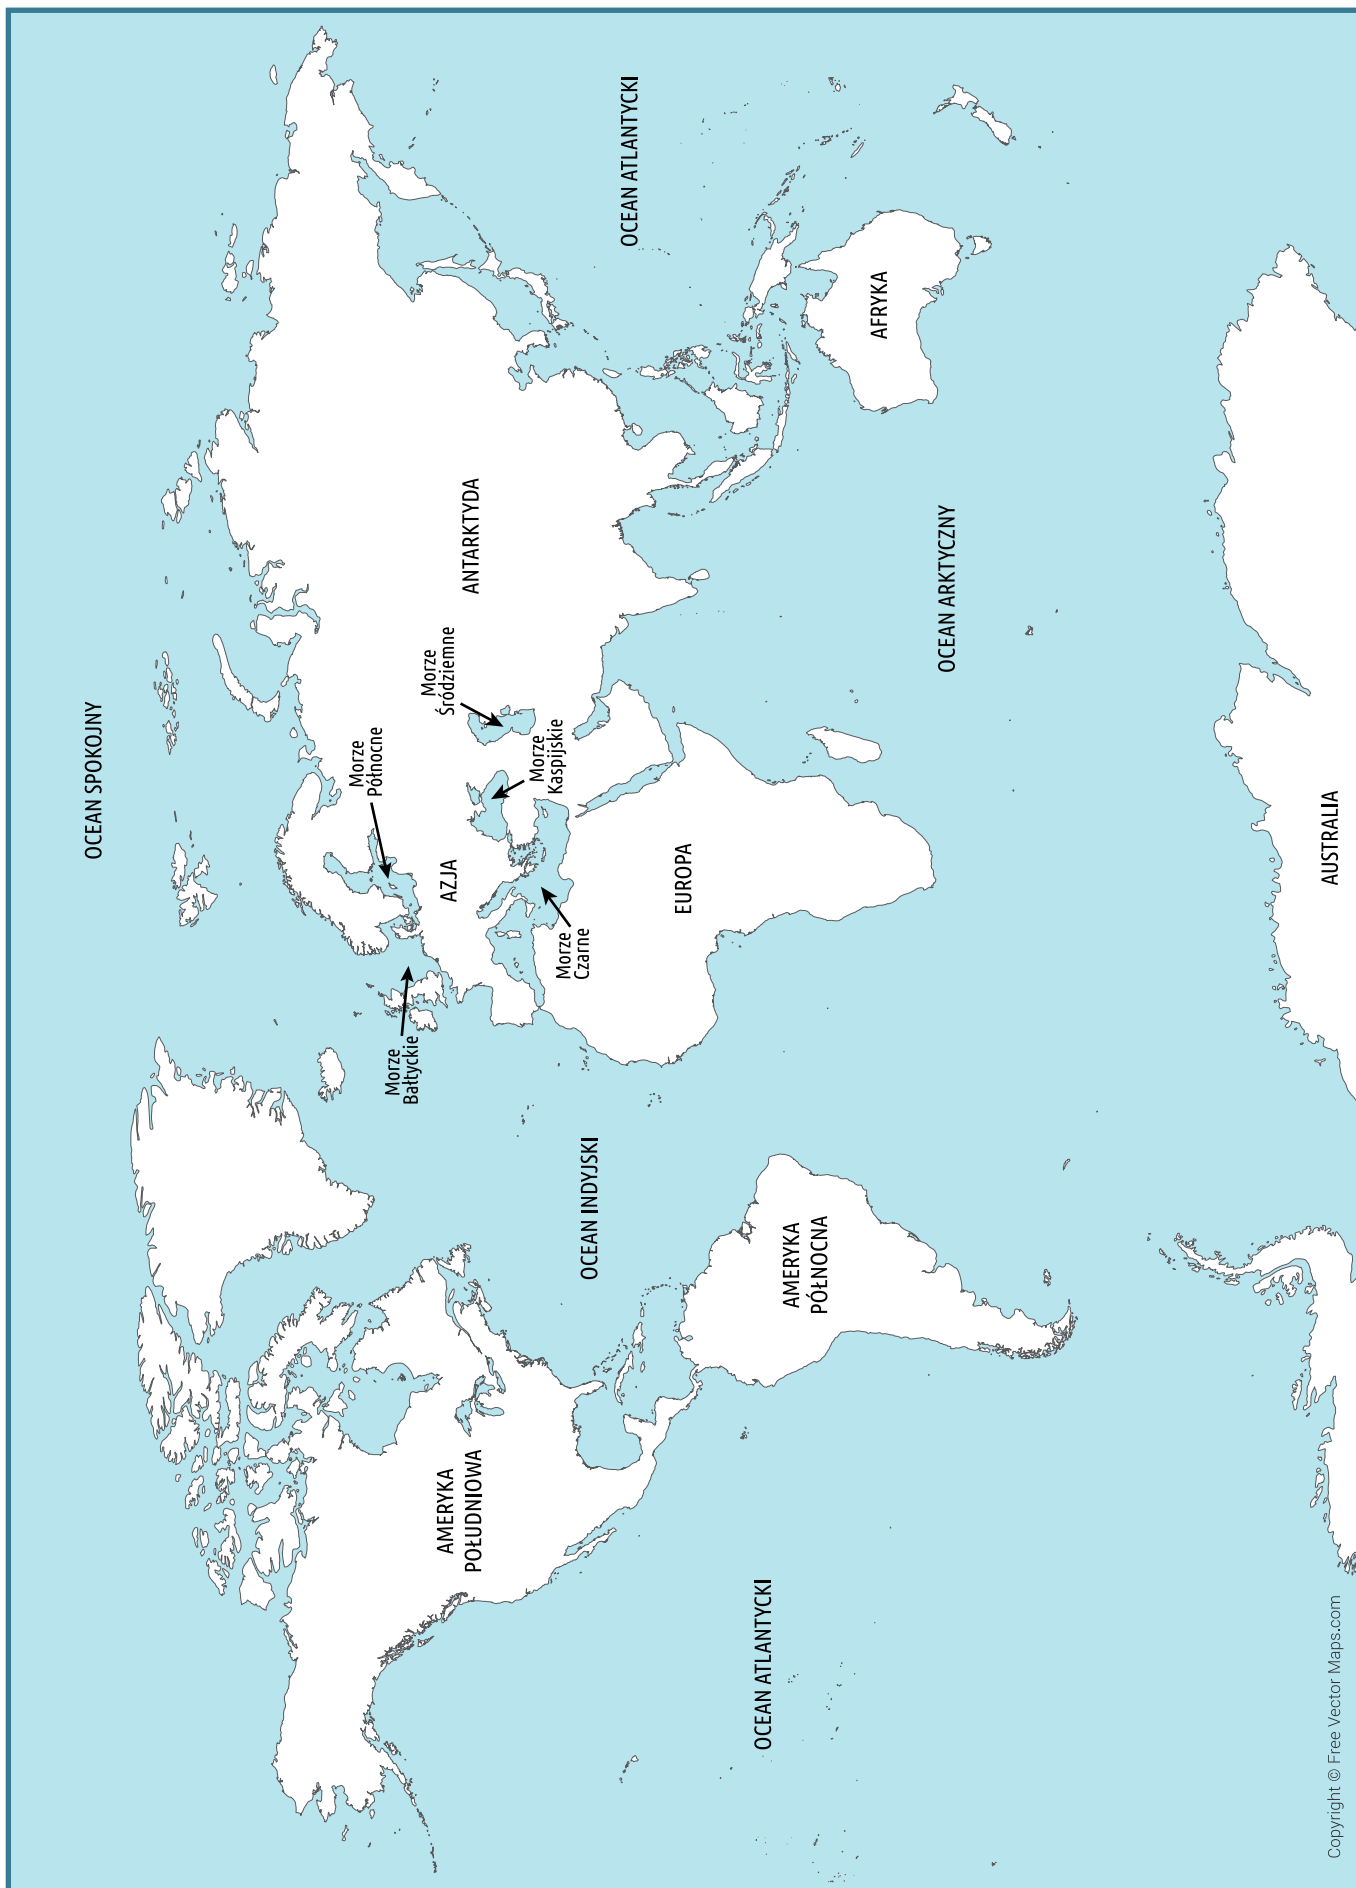 OCEAN SPOKOJNY
Morze
Północne
Morze
Śródziemne
Morze
Bałtyckie
AZJA
ANTARKTYDA
Morze
Kaspijskie
AMERYKA
POŁUDNIOWA
Morze
Czarne
OCEAN INDYJSKI
OCEAN ATLANTYCKI
EUROPA
OCEAN ATLANTYCKI
AMERYKA
PÓŁNOCNA
AFRYKA
OCEAN ARKTYCZNY
AUSTRALIA
Copyright © Free Vector Maps.com